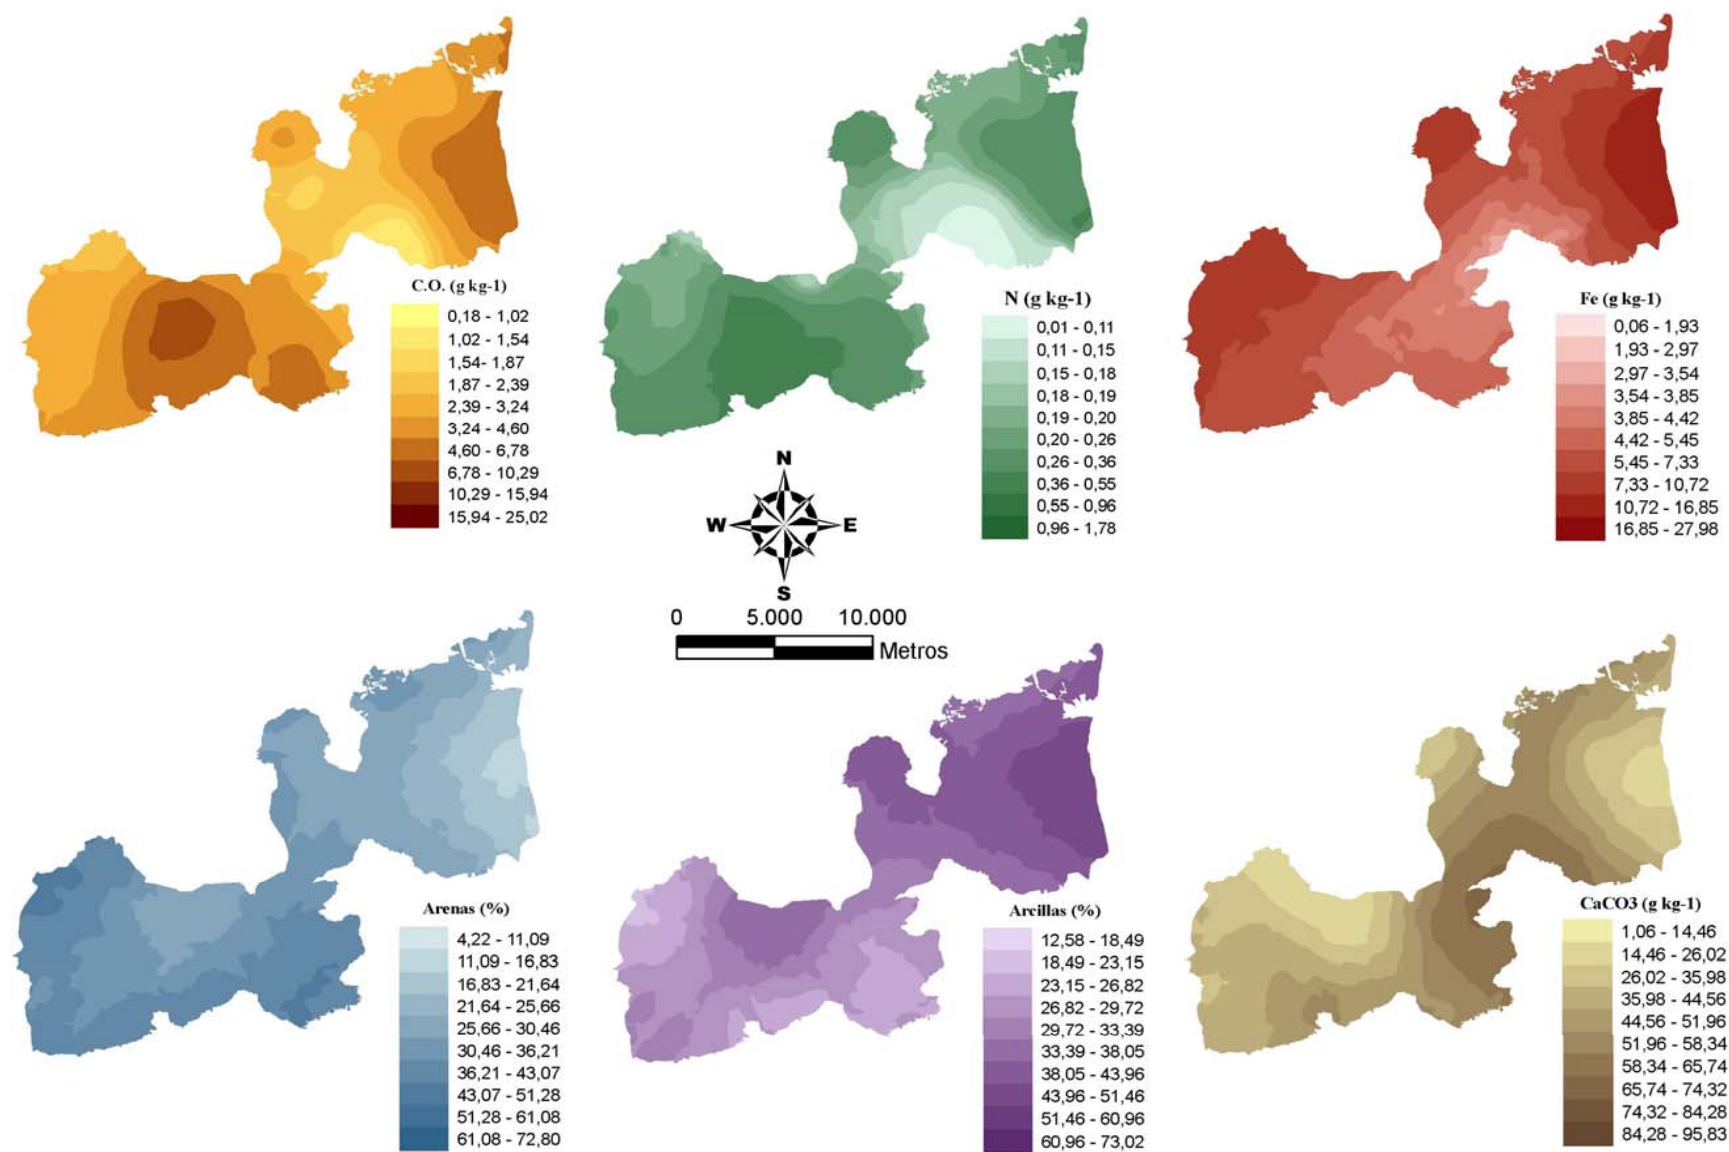 C.O. (g kg-1)
0,18 - 1,02
1,02 - 1,54
1,54- 1,87
1,87 - 2,39
2,39 - 3,24
3,24 - 4,60
4,60 - 6,78
6,78 - 10,29
10,29 - 15,94
15,94 - 25,02
N (g kg-1)
0,01 - 0,11
0,11 - 0,15
0,15 - 0,18
0,18 - 0,19
0,19 - 0,20
0,20 - 0,26
0,26 - 0,36
0,36 - 0,55
0,55 - 0,96
0,96 - 1,78
Fe (g kg-1)
0,06 - 1,93
1,93 - 2,97
2,97 - 3,54
3,54 - 3,85
3,85 - 4,42
4,42 - 5,45
5,45 - 7,33
7,33 - 10,72
10,72 - 16,85
16,85 - 27,98
N
W E
S
0 5.000 10.000
Metros
Arenas (%)
4,22 - 11,09
11,09 - 16,83
16,83 - 21,64
21,64 - 25,66
25,66 - 30,46
30,46 - 36,21
36,21 - 43,07
43,07 - 51,28
51,28 - 61,08
61,08 - 72,80
Arcillas (%)
12,58 - 18,49
18,49 - 23,15
23,15 - 26,82
26,82 - 29,72
29,72 - 33,39
33,39 - 38,05
38,05 - 43,96
43,96 - 51,46
51,46 - 60,96
60,96 - 73,02
CaCO3 (g kg-1)
1,06 - 14,46
14,46 - 26,02
26,02 - 35,98
35,98 - 44,56
44,56 - 51,96
51,96 - 58,34
58,34 - 65,74
65,74 - 74,32
74,32 - 84,28
84,28 - 95,83